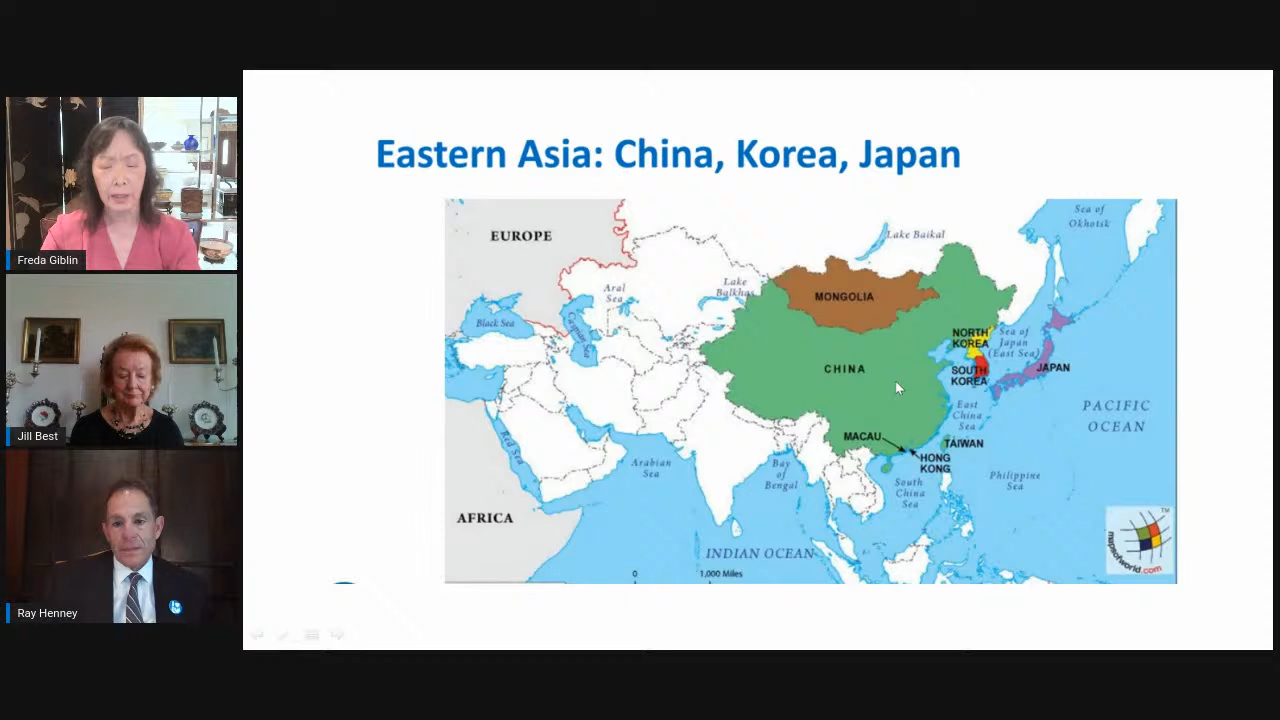 Freda Giblin
Jill Best
Ray Henney
Eastern Asia: China, Korea, Japan
EUROPE
Sea of
Okhotsk
Lake Baikal
Aral
Sea
Lake
Balkhas
MONGOLIA
Black Sea
Caspian Sea
NORTH
KOREA
Sea of
Japan
(East Sea)
CHINA
SOUTH
KOREA
JAPAN
East
China
Sea
PACIFIC
OCEAN
Red Sea
MACAU
TAIWAN
HONG
KONG
Arabian
Sea
Bay
of
Bengal
South
China
Sea
Philippine
Sea
AFRICA
INDIAN OCEAN
0
1,000 Miles
TM
mapsofworld.com